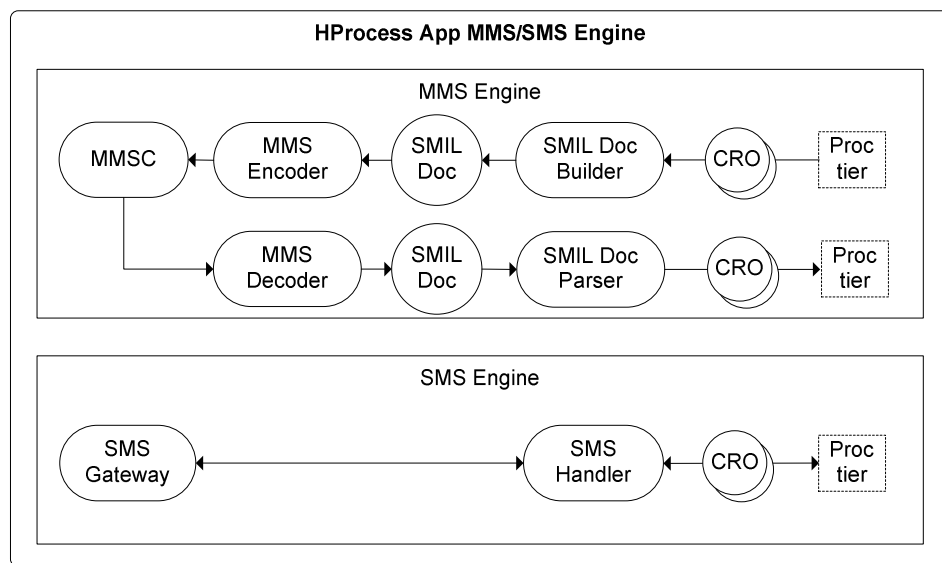 HProcess App MMS/SMS Engine
MMS Engine
MMSC
MMS
Encoder
SMIL
Doc
SMIL Doc
Builder
CRO
Proc
tier
MMS
Decoder
SMIL
Doc
SMIL Doc
Parser
CRO
Proc
tier
SMS Engine
SMS
Gateway
SMS
Handler
CRO
Proc
tier